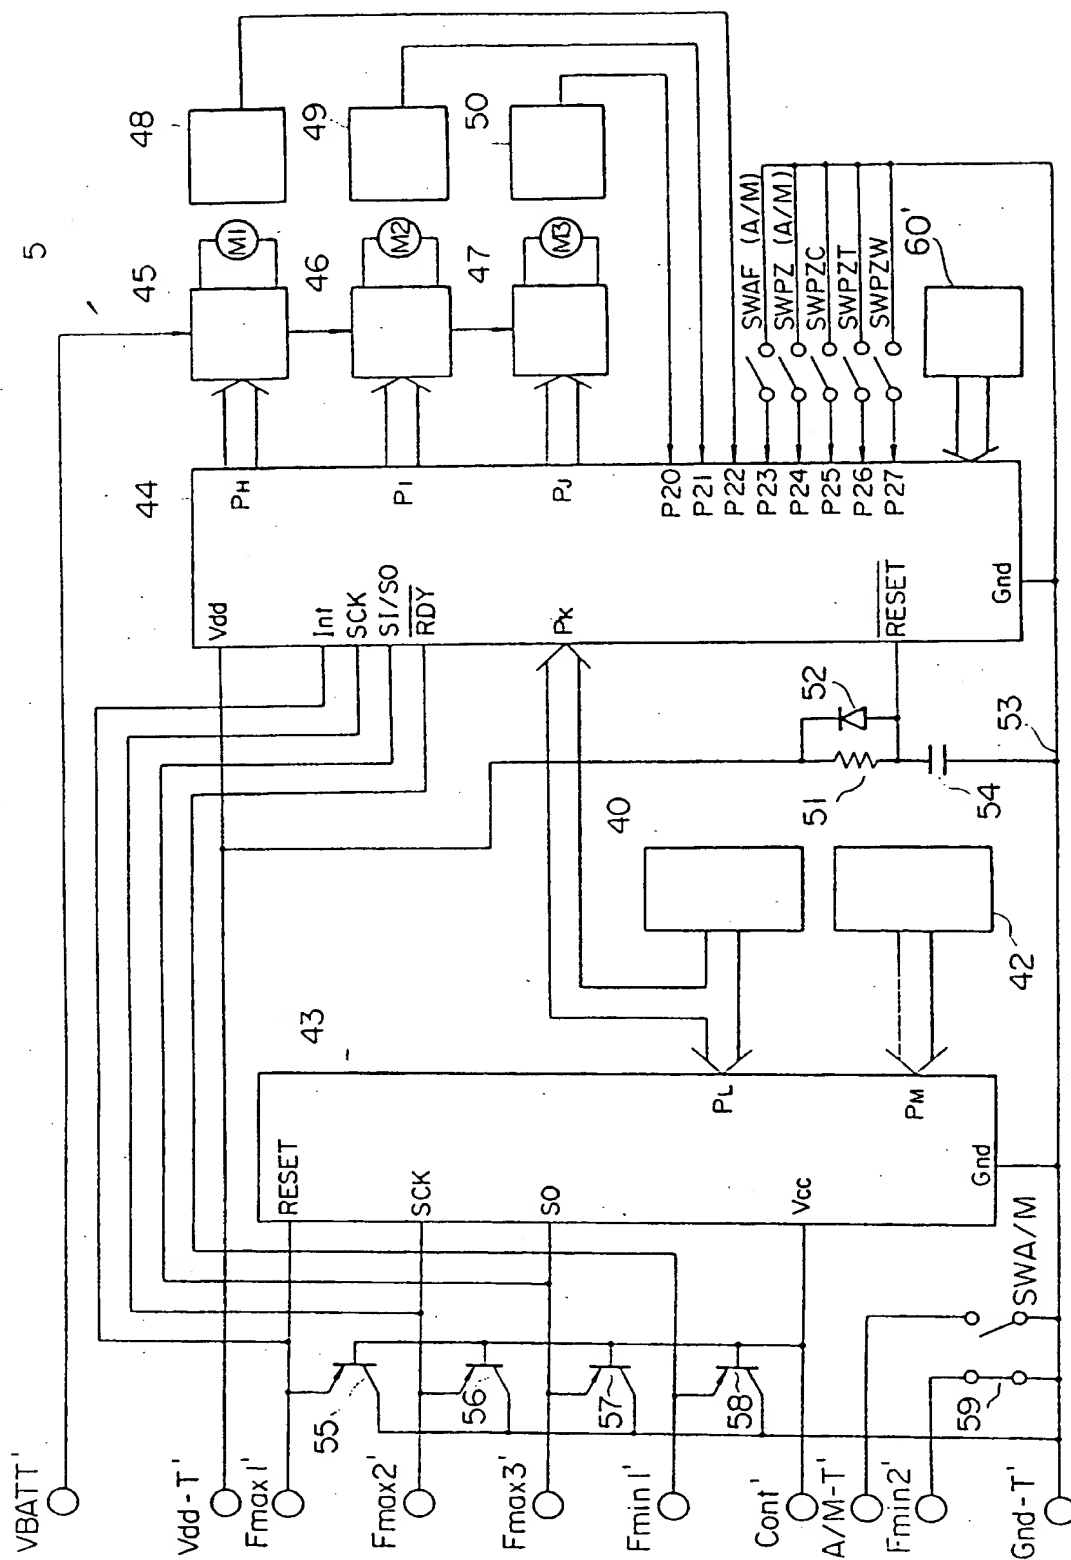 5
VBATT'
Vdd-T'
Fmax1'
Fmax2'
Fmax3'
Fmin1'
Cont'
A/M-T'
Fmin2'
Gnd-T'
55
56
57
58
59
SWA/M
43
RESET
SCK
SO
Vcc
PL
PM
Gnd
40
42
51
52
53
54
44
Vdd
Int
SCK
SI/SO
RDY
PK
RESET
Gnd
PH
PI
PJ
P20
P21
P22
P23
P24
P25
P26
P27
45
46
47
M1
M2
M3
48
49
50
SWAF (A/M)
SWPZ (A/M)
SWPZC
SWPZT
SWPZW
60'